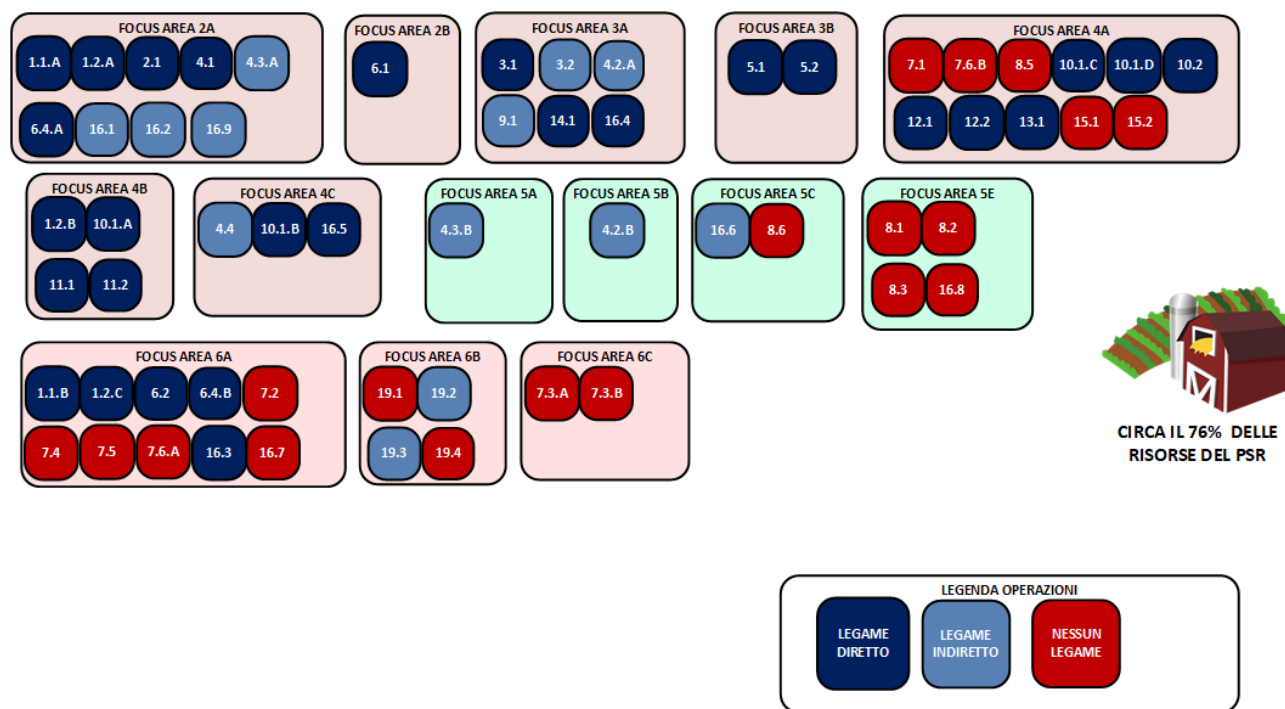 FOCUS AREA 2A
1.1.A 1.2.A 2.1 4.1 4.3.A
6.4.A 16.1 16.2 16.9
FOCUS AREA 2B
6.1
FOCUS AREA 3A
3.1 3.2 4.2.A
9.1 14.1 16.4
FOCUS AREA 3B
5.1 5.2
FOCUS AREA 4A
7.1 7.6.B 8.5 10.1.C 10.1.D 10.2
12.1 12.2 13.1 15.1 15.2
FOCUS AREA 4B
1.2.B 10.1.A
11.1 11.2
FOCUS AREA 4C
4.4 10.1.B 16.5
FOCUS AREA 5A
4.3.B
FOCUS AREA 5B
4.2.B
FOCUS AREA 5C
16.6 8.6
FOCUS AREA 5E
8.1 8.2
8.3 16.8
FOCUS AREA 6A
1.1.B 1.2.C 6.2 6.4.B 7.2
7.4 7.5 7.6.A 16.3 16.7
FOCUS AREA 6B
19.1 19.2
19.3 19.4
FOCUS AREA 6C
7.3.A 7.3.B
CIRCA IL 76% DELLE
RISORSE DEL PSR
LEGENDA OPERAZIONI
LEGAME
DIRETTO
LEGAME
INDIRETTO
NESSUN
LEGAME